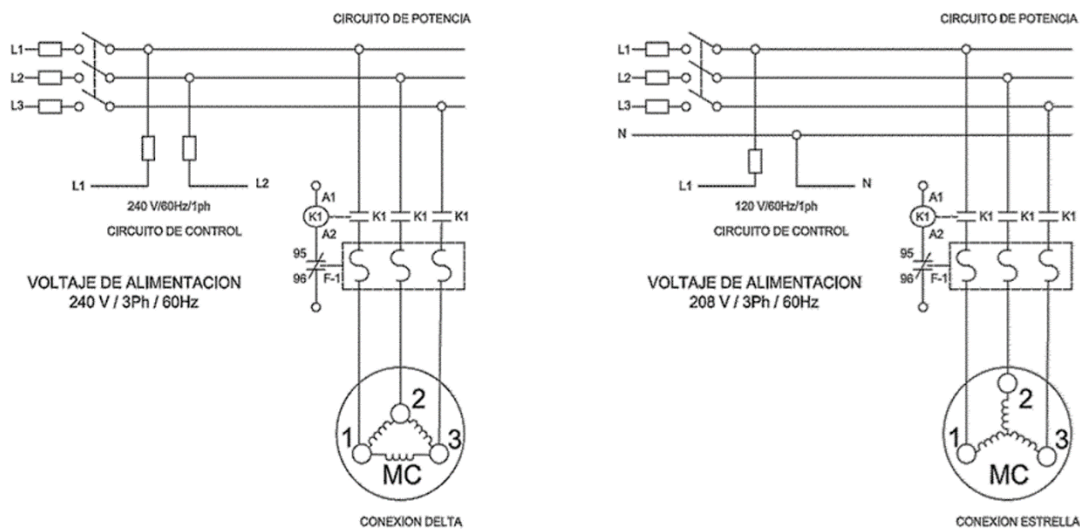 CIRCUITO DE POTENCIA
L1
L2
L3
L1
L2
240 V/60Hz/1ph
CIRCUITO DE CONTROL
A1
K1
K1
K1
K1
A2
95
96
F-1
VOLTAJE DE ALIMENTACION
240 V / 3Ph / 60Hz
2
1
3
MC
CONEXION DELTA
CIRCUITO DE POTENCIA
L1
L2
L3
N
L1
N
120 V/60Hz/1ph
CIRCUITO DE CONTROL
A1
K1
K1
K1
K1
A2
95
96
F-1
VOLTAJE DE ALIMENTACION
208 V / 3Ph / 60Hz
2
1
3
MC
CONEXION ESTRELLA